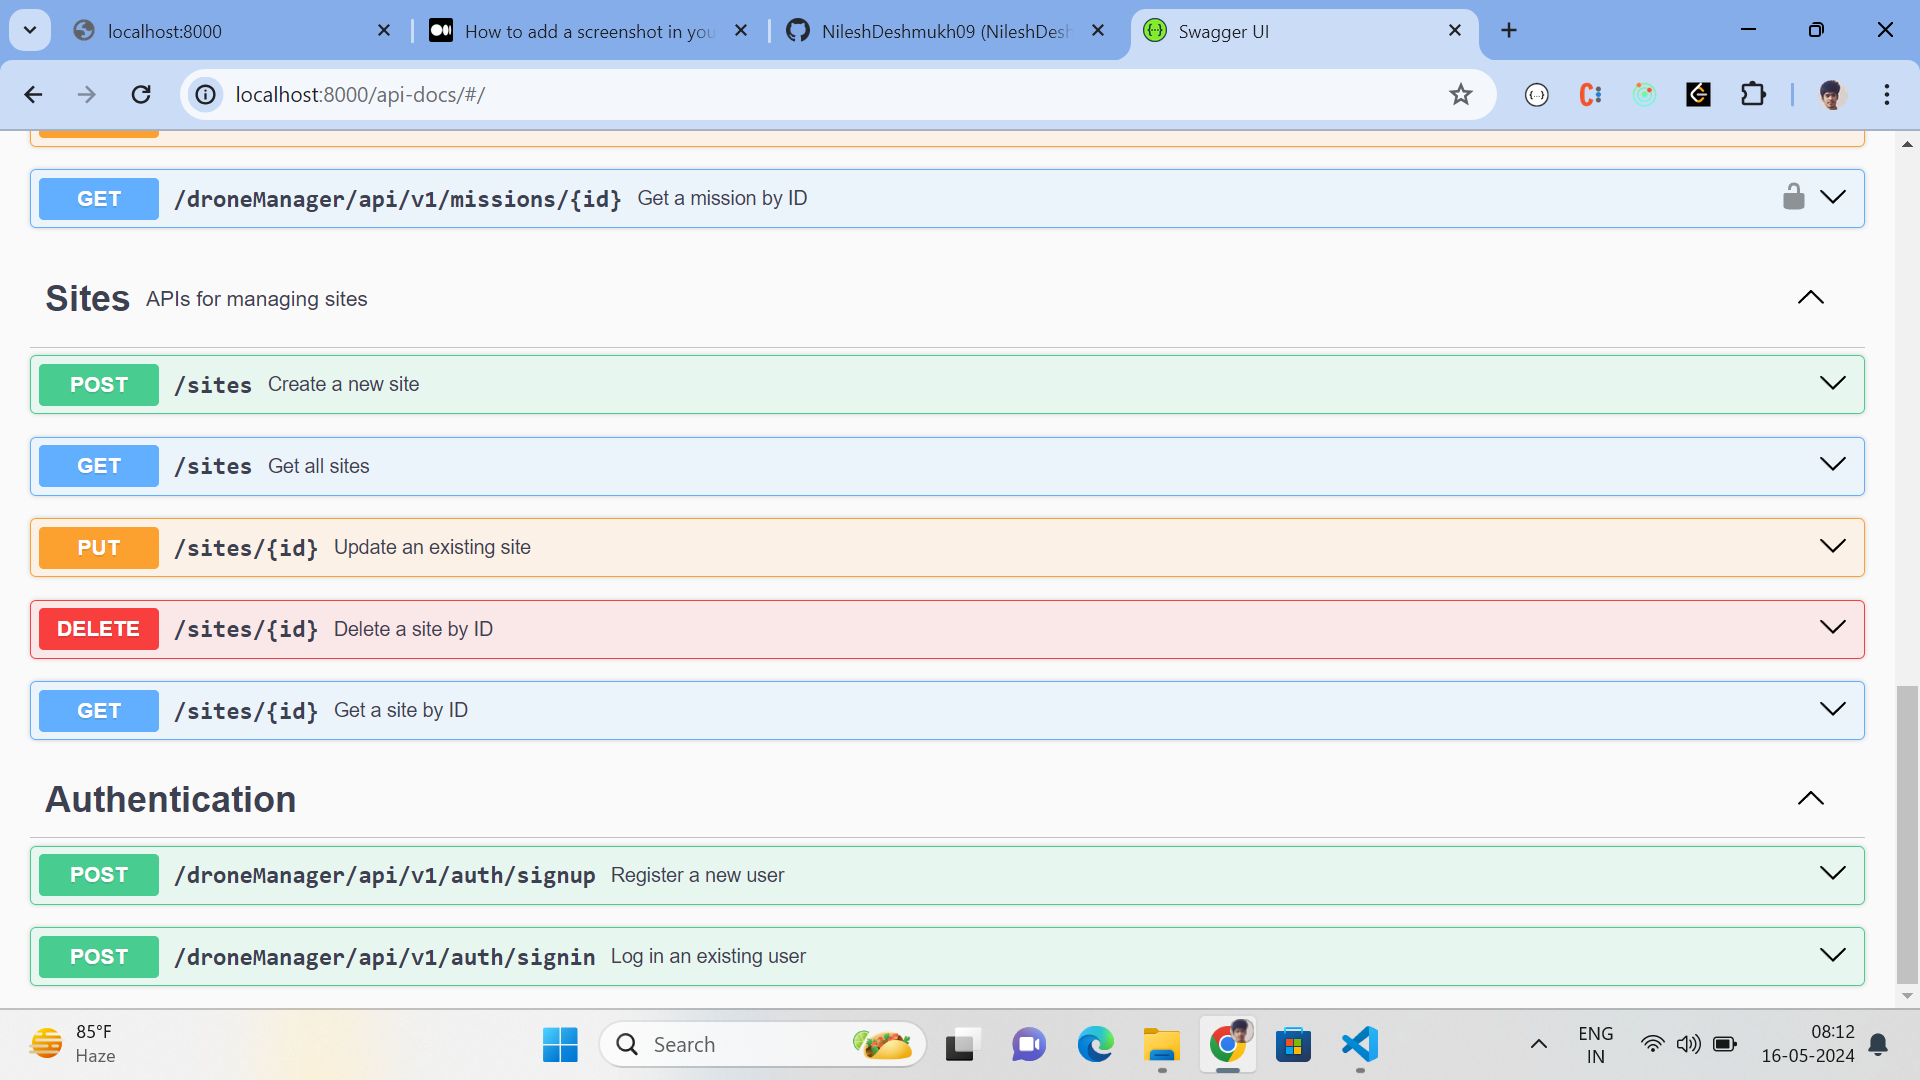 localhost:8000
How to add a screenshot in you
NileshDeshmukh09 (NileshDesh
Swagger UI
localhost:8000/api-docs/#/
GET /droneManager/api/v1/missions/{id} Get a mission by ID
Sites APIs for managing sites
POST /sites Create a new site
GET /sites Get all sites
PUT /sites/{id} Update an existing site
DELETE /sites/{id} Delete a site by ID
GET /sites/{id} Get a site by ID
Authentication
POST /droneManager/api/v1/auth/signup Register a new user
POST /droneManager/api/v1/auth/signin Log in an existing user
85°F
Haze
Search
ENG
IN
08:12
16-05-2024